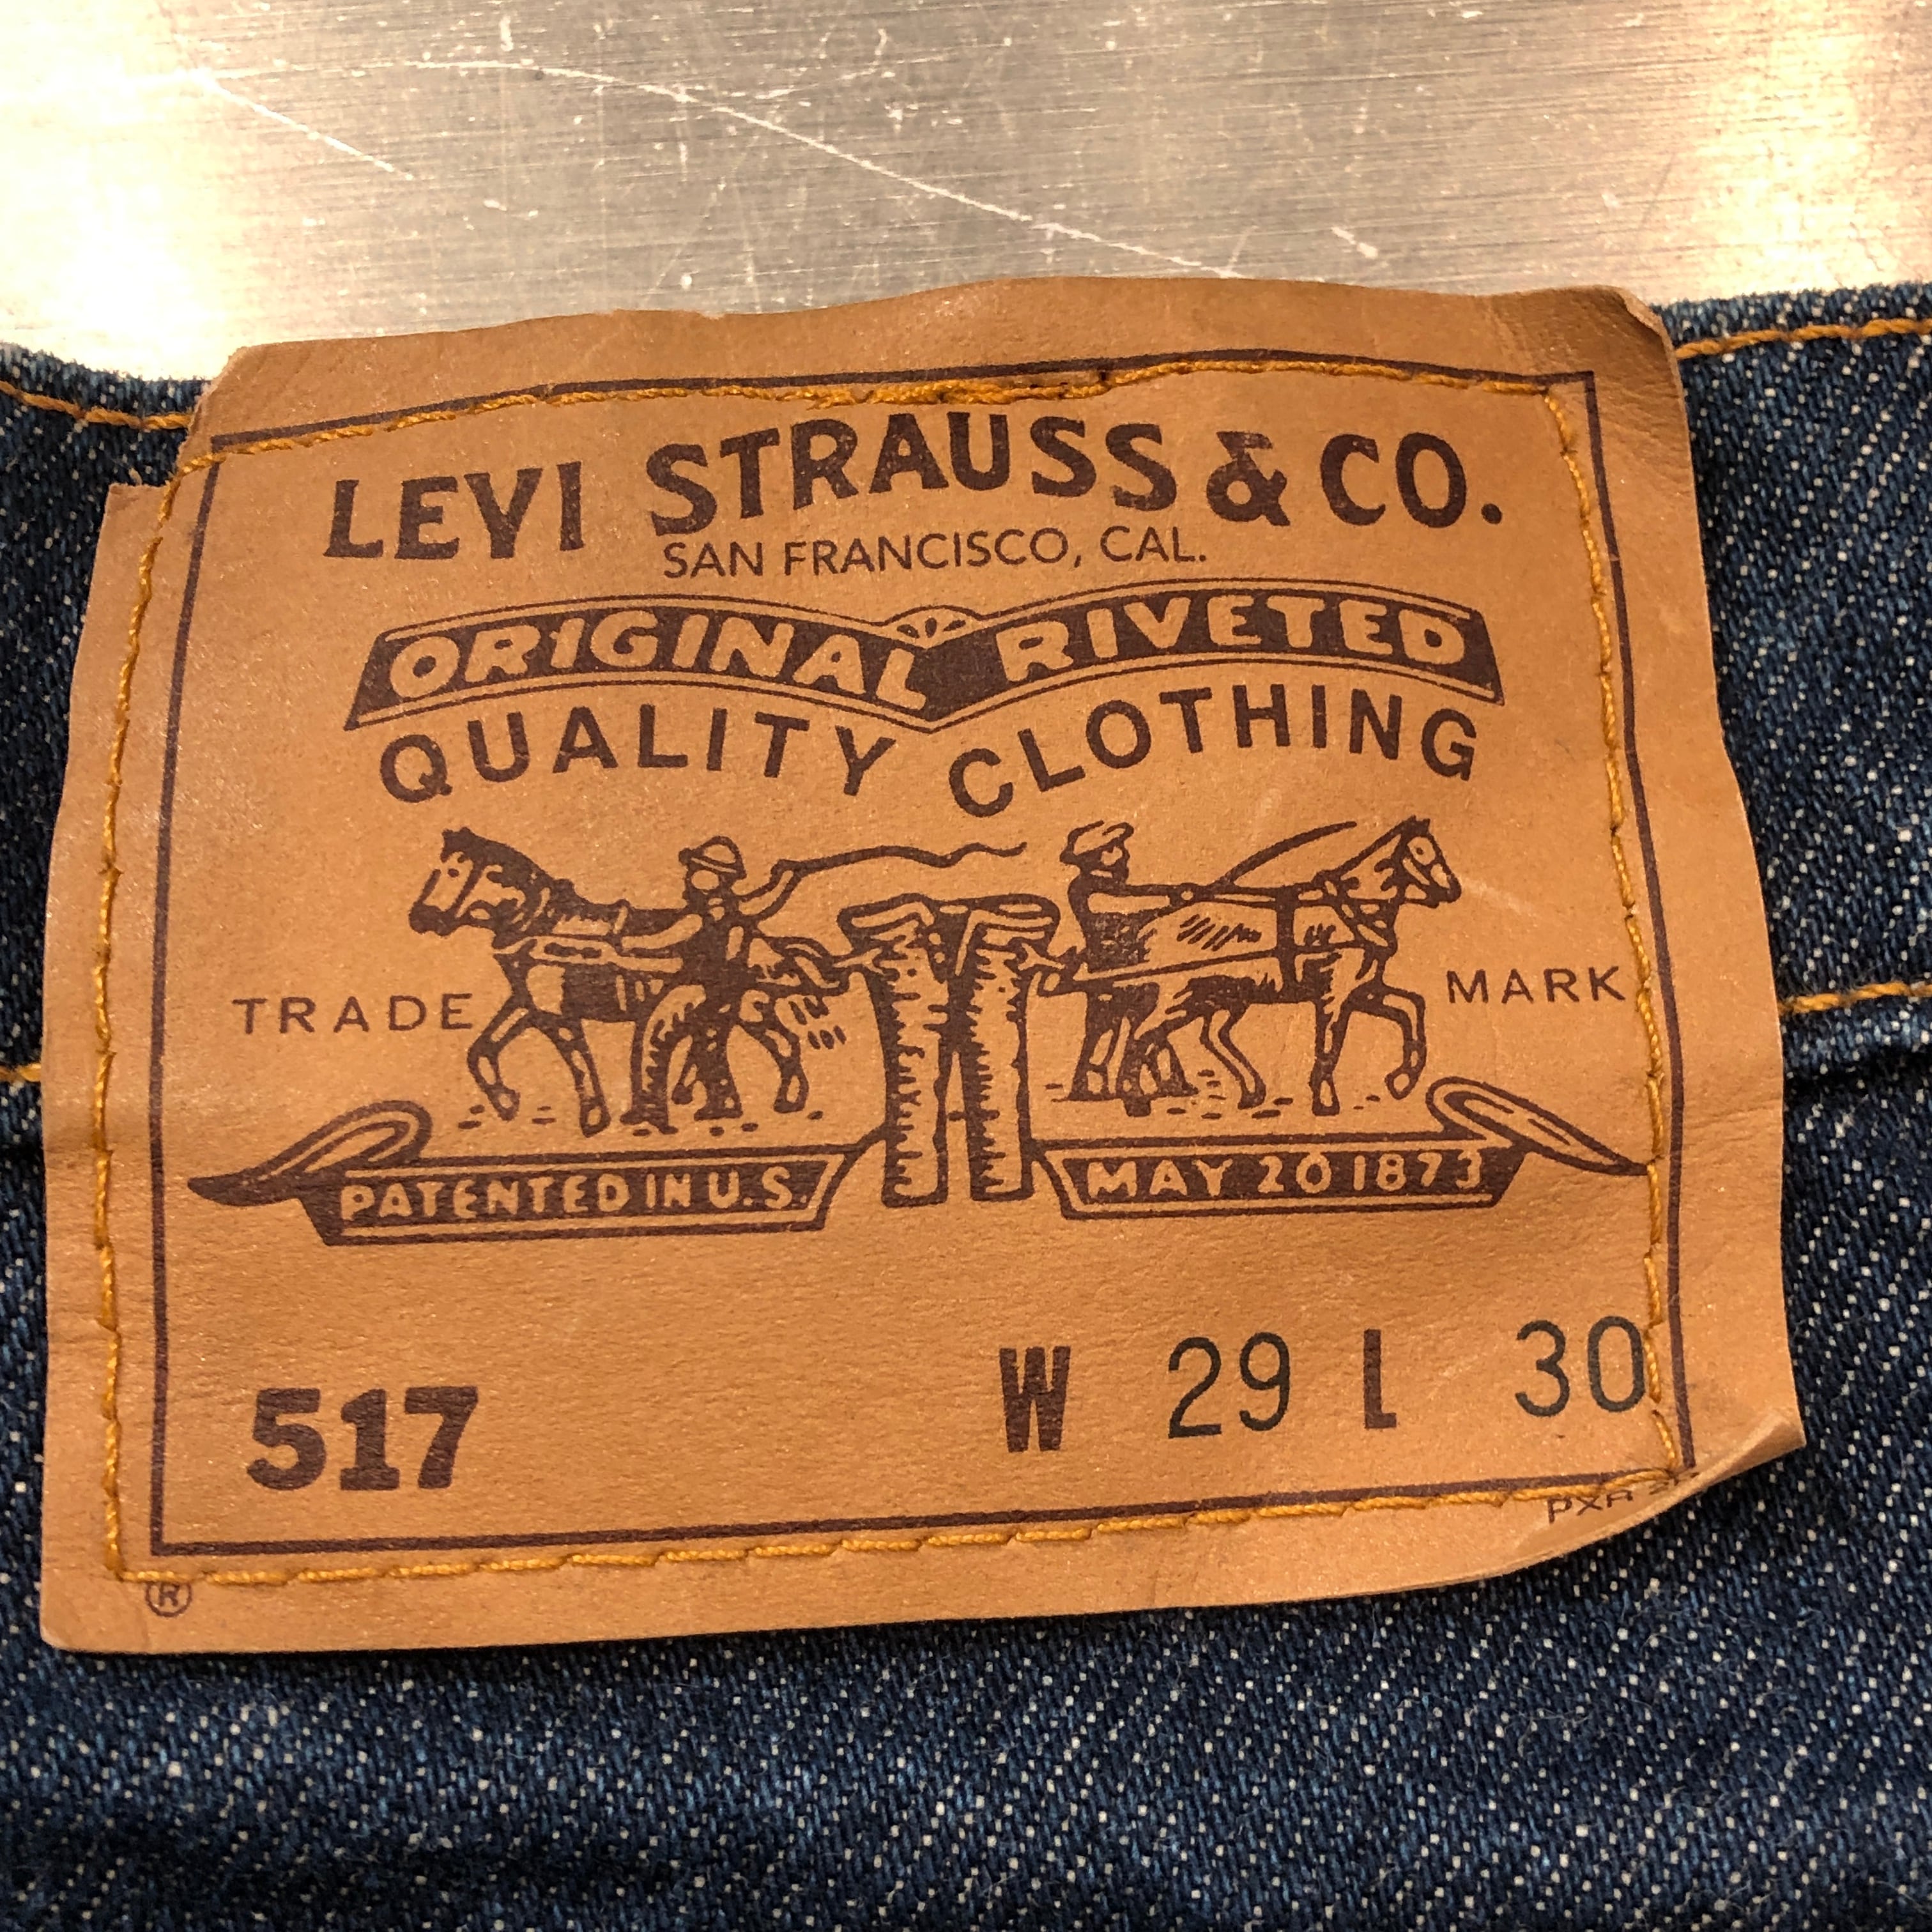 LEVI STRAUSS & CO.
SAN FRANCISCO, CAL.
ORIGINAL RIVETED
QUALITY CLOTHING
TRADE MARK
PATENTED IN U.S. MAY 20 1873
517 W 29 L 30
®